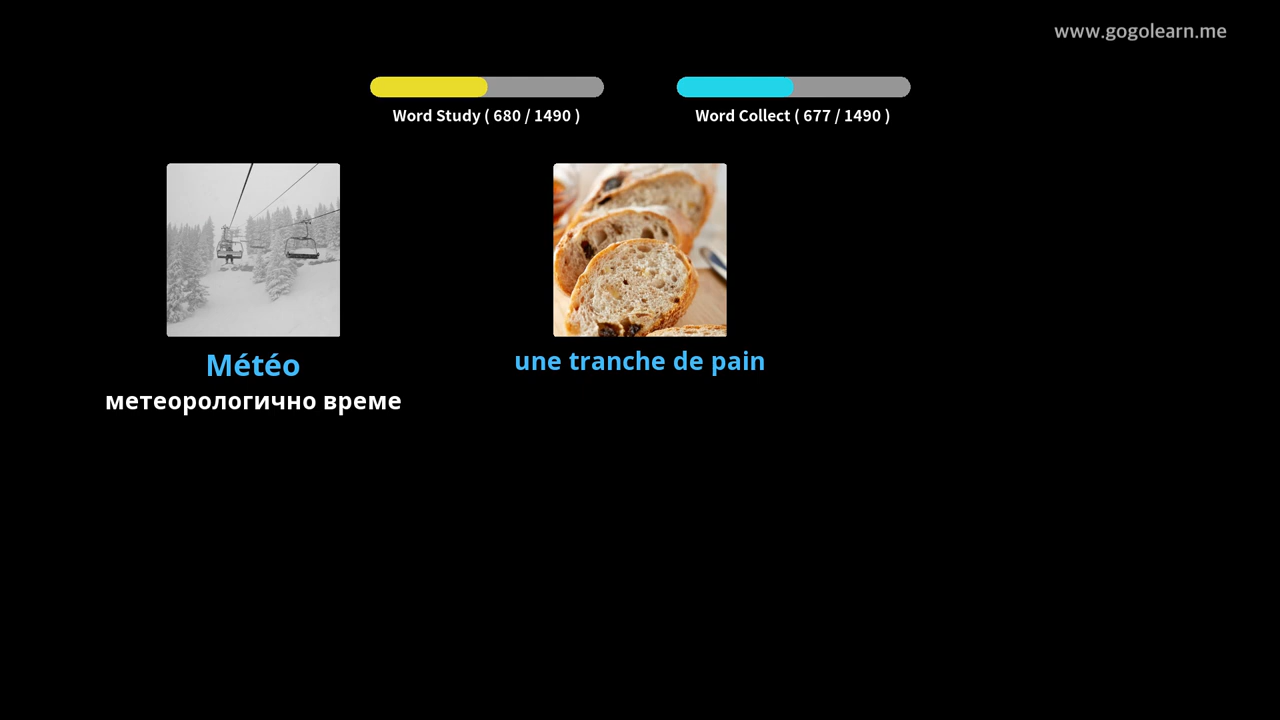 www.gogolearn.me
Word Study ( 680 / 1490 )
Word Collect ( 677 / 1490 )
Météo
une tranche de pain
метеорологично време